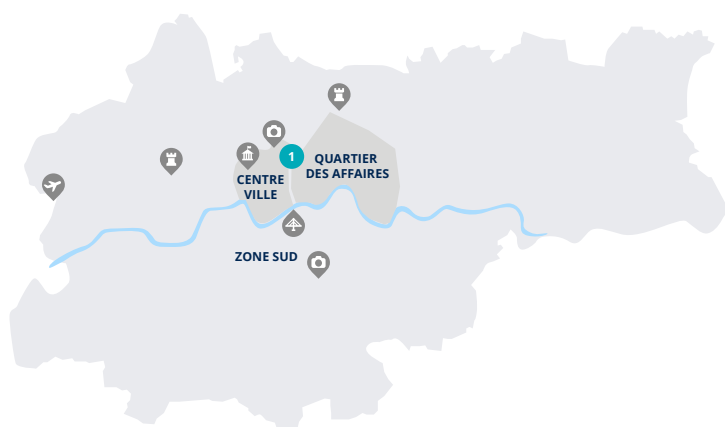 1
QUARTIER
DES AFFAIRES
CENTRE
VILLE
ZONE SUD